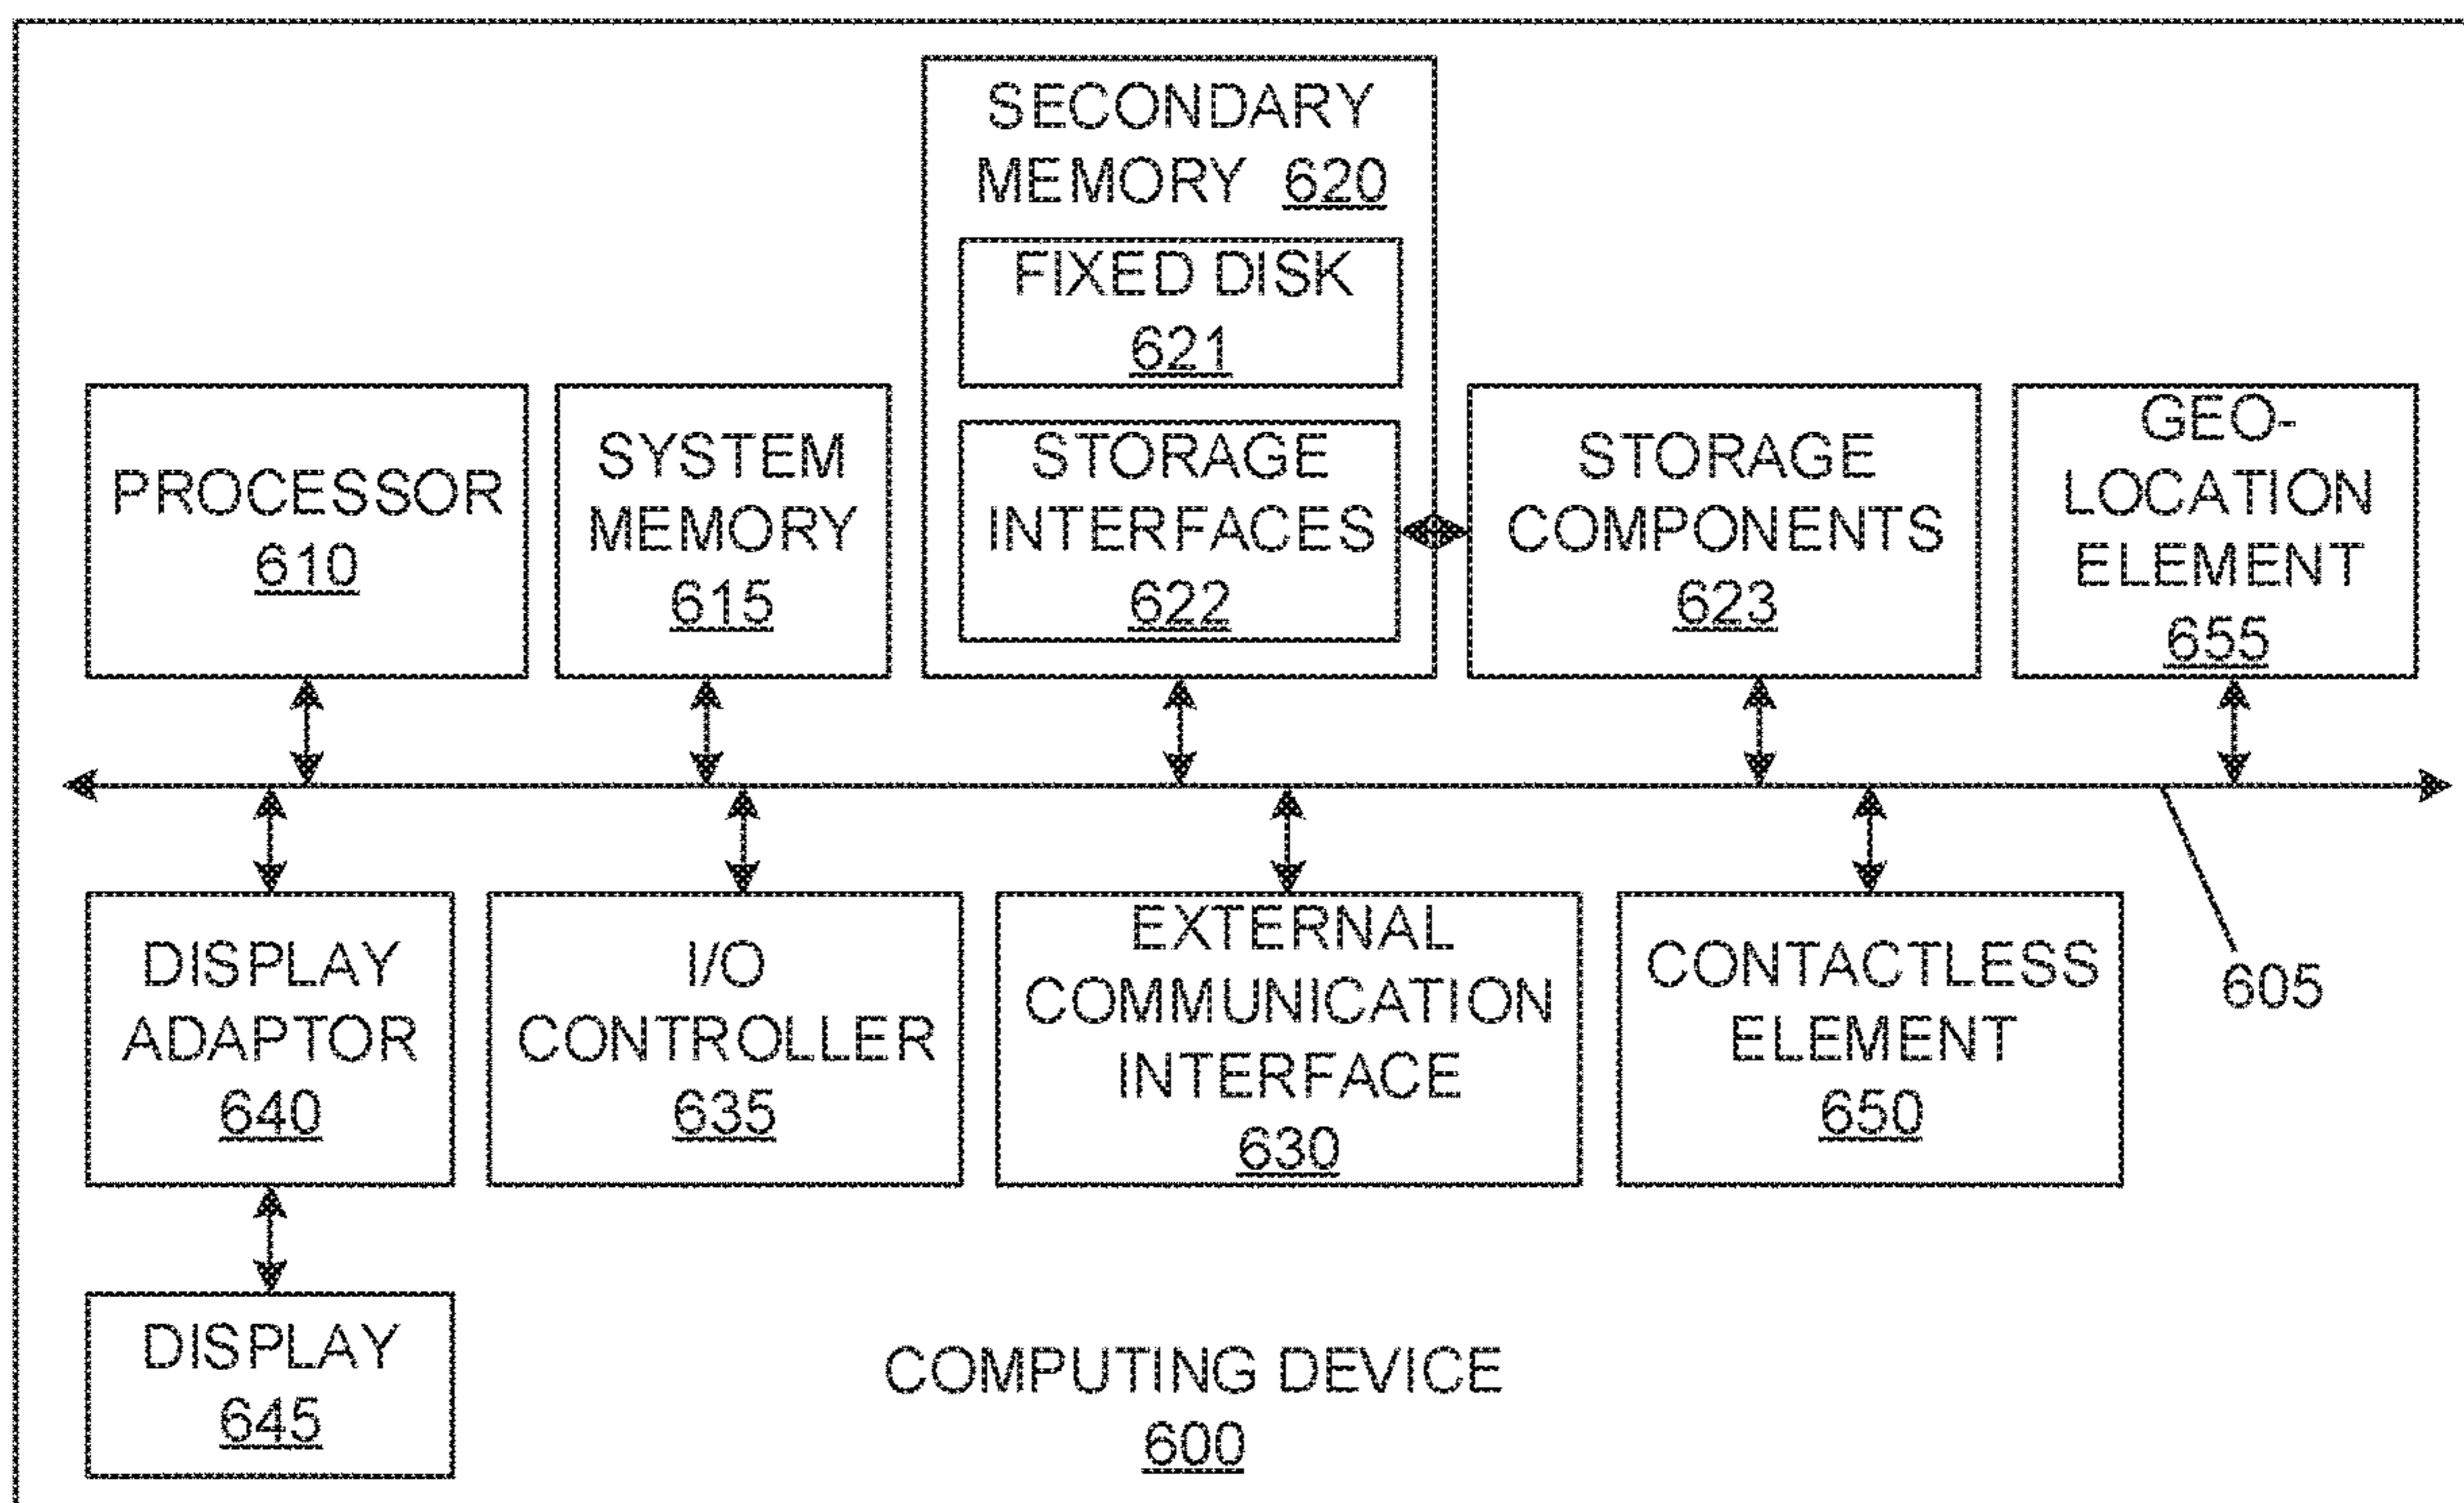 SECONDARY
MEMORY 620
FIXED DISK
621
STORAGE
INTERFACES
622
PROCESSOR
610
SYSTEM
MEMORY
615
STORAGE
COMPONENTS
623
GEO-
LOCATION
ELEMENT
655
DISPLAY
ADAPTOR
640
I/O
CONTROLLER
635
EXTERNAL
COMMUNICATION
INTERFACE
630
CONTACTLESS
ELEMENT
650
605
DISPLAY
645
COMPUTING DEVICE
600